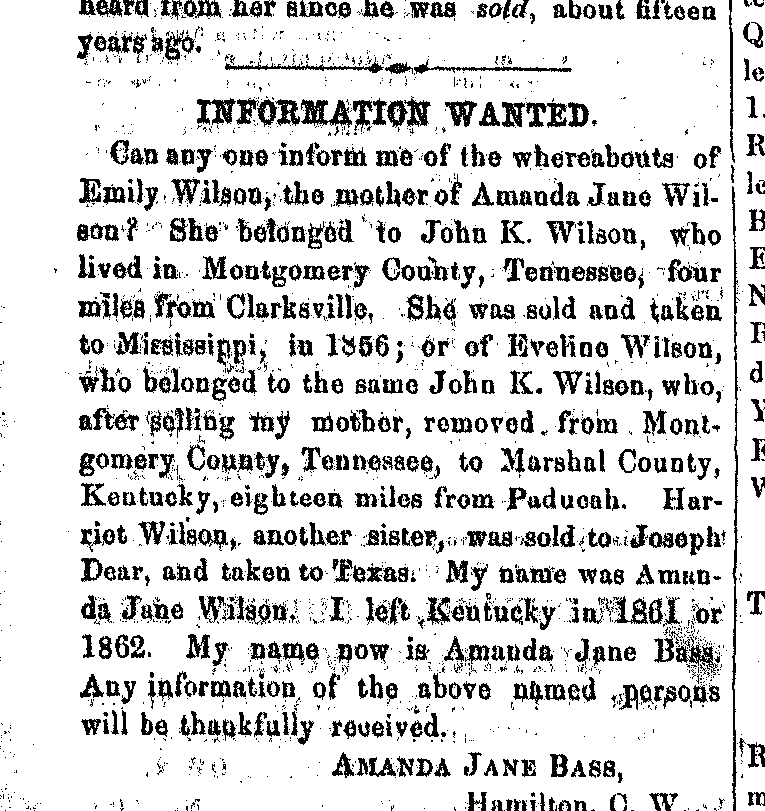 heard from her since he was sold, about fifteen
years ago.
INFORMATION WANTED.
Can any one inform me of the whereabouts of
Emily Wilson, the mother of Amanda Jane Wil-
son? She belonged to John K. Wilson, who
lived in Montgomery County, Tennessee, four
miles from Clarksville. She was sold and taken
to Mississippi, in 1856; or of Eveline Wilson,
who belonged to the same John K. Wilson, who,
after selling my mother, removed from Mont-
gomery County, Tennessee, to Marshal County,
Kentucky, eighteen miles from Paducah. Har-
riet Wilson, another sister, was sold to Joseph
Dear, and taken to Texas. My name was Aman-
da Jane Wilson. I left Kentucky in 1861 or
1862. My name now is Amanda Jane Bass.
Any information of the above named persons
will be thankfully received.
AMANDA JANE BASS,
Hamilton, C. W.